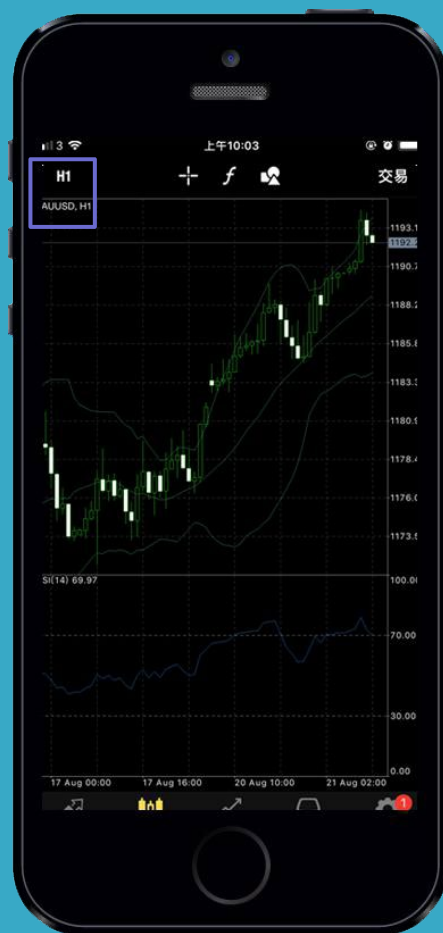 3
上午10:03
H1
f
交易
AUUSD, H1
1193.1
1192.2
1190.7
1188.2
1185.8
1183.3
1180.9
1178.4
1176.0
1173.5
SI(14) 69.97
100.00
70.00
30.00
0.00
17 Aug 00:00 17 Aug 16:00 20 Aug 10:00 21 Aug 02:00
1